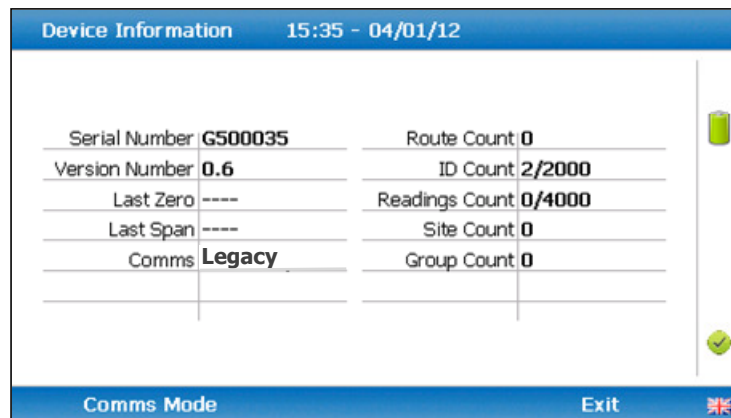 Device Information 15:35 - 04/01/12
Serial Number G500035 Route Count 0
Version Number 0.6 ID Count 2/2000
Last Zero ---- Readings Count 0/4000
Last Span ---- Site Count 0
Comms Legacy Group Count 0
Comms Mode Exit